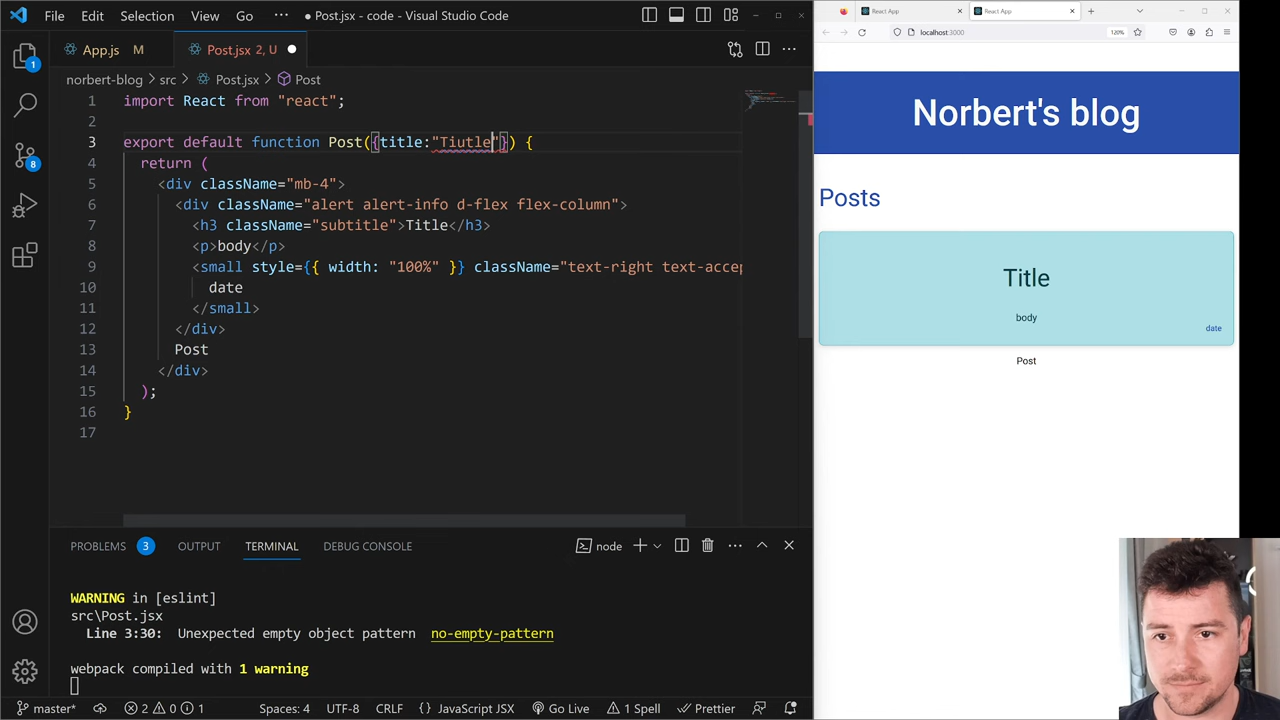 File Edit Selection View Go ··· • Post.jsx - code - Visual Studio Code
App.js M Post.jsx 2, U
norbert-blog > src > Post.jsx > Post
1 import React from "react";
2
3 export default function Post({title:"Tiutle"}) {
4 return (
5 <div className="mb-4">
6 <div className="alert alert-info d-flex flex-column">
7 <h3 className="subtitle">Title</h3>
8 <p>body</p>
9 <small style={{ width: "100%" }} className="text-right text-accep
10 date
11 </small>
12 </div>
13 Post
14 </div>
15 );
16 }
17
1
8
PROBLEMS 3 OUTPUT TERMINAL DEBUG CONSOLE node
WARNING in [eslint]
src\Post.jsx
Line 3:30: Unexpected empty object pattern no-empty-pattern
webpack compiled with 1 warning
master* 2 0 1 Spaces: 4 UTF-8 CRLF {} JavaScript JSX Go Live 1 Spell Prettier
React App React App
localhost:3000 120%
Norbert's blog
Posts
Title
body
date
Post